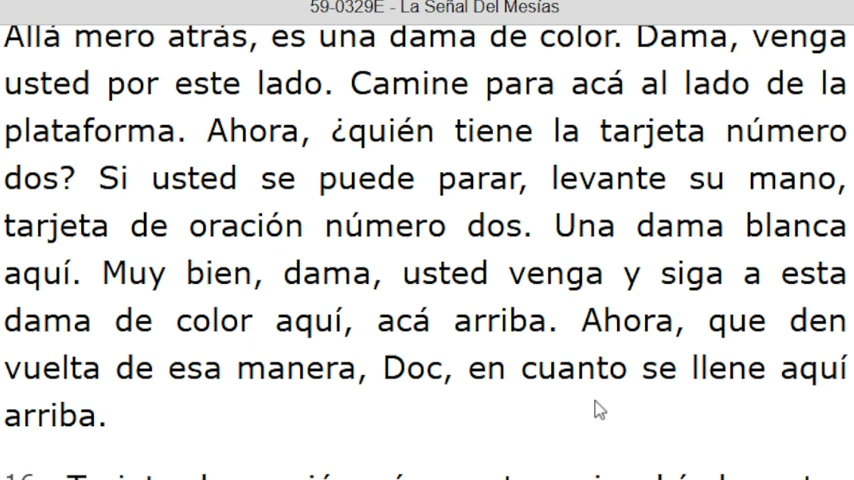 59-0329E - La Señal Del Mesías
Allá mero atrás, es una dama de color. Dama, venga
usted por este lado. Camine para acá al lado de la
plataforma. Ahora, ¿quién tiene la tarjeta número
dos? Si usted se puede parar, levante su mano,
tarjeta de oración número dos. Una dama blanca
aquí. Muy bien, dama, usted venga y siga a esta
dama de color aquí, acá arriba. Ahora, que den
vuelta de esa manera, Doc, en cuanto se llene aquí
arriba.